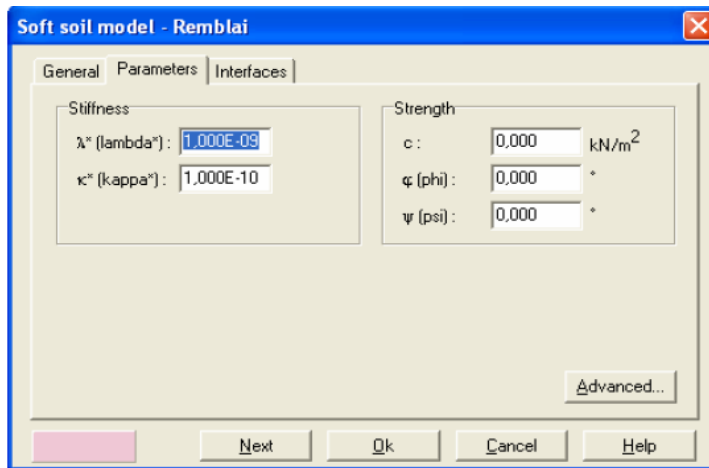 Soft soil model - Remblai
General Parameters Interfaces
Stiffness
λ* (lambda*) : 1,000E-09
κ* (kappa*) : 1,000E-10
Strength
c : 0,000 kN/m²
φ (phi) : 0,000 °
ψ (psi) : 0,000 °
Advanced...
Next Ok Cancel Help